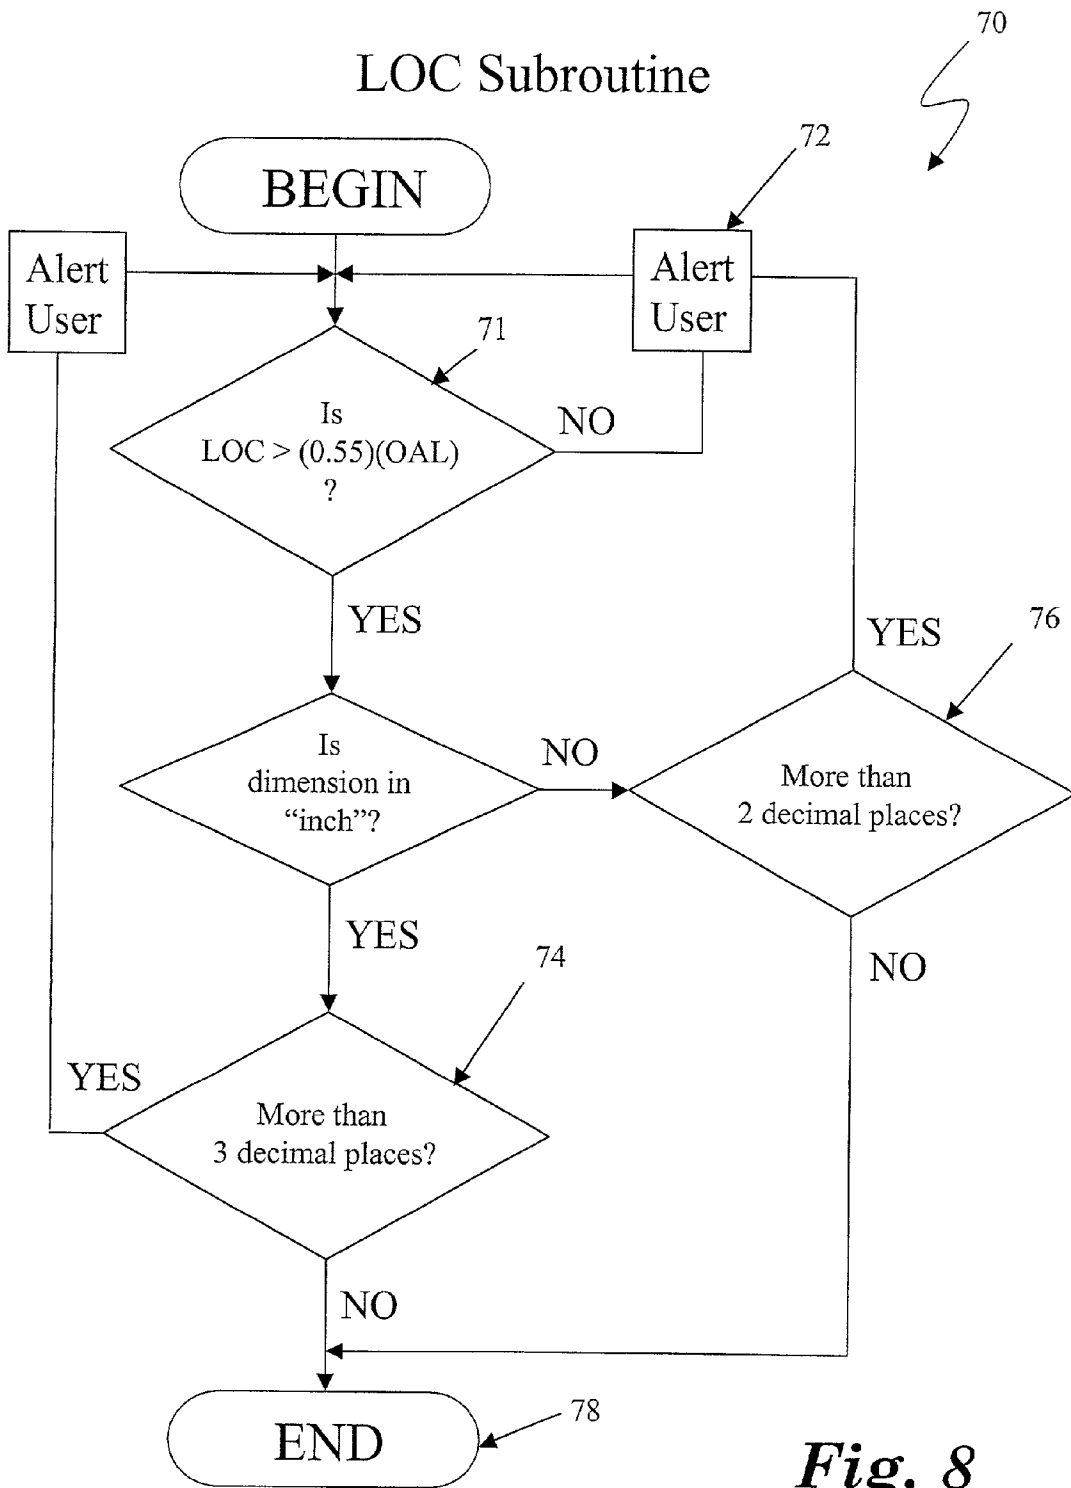 70
LOC Subroutine
72
BEGIN
Alert
User
Alert
User
71
Is
LOC > (0.55)(OAL)
?
NO
YES
76
YES
Is
dimension in
“inch”?
NO
More than
2 decimal places?
YES
NO
74
YES
More than
3 decimal places?
NO
END
78
Fig. 8